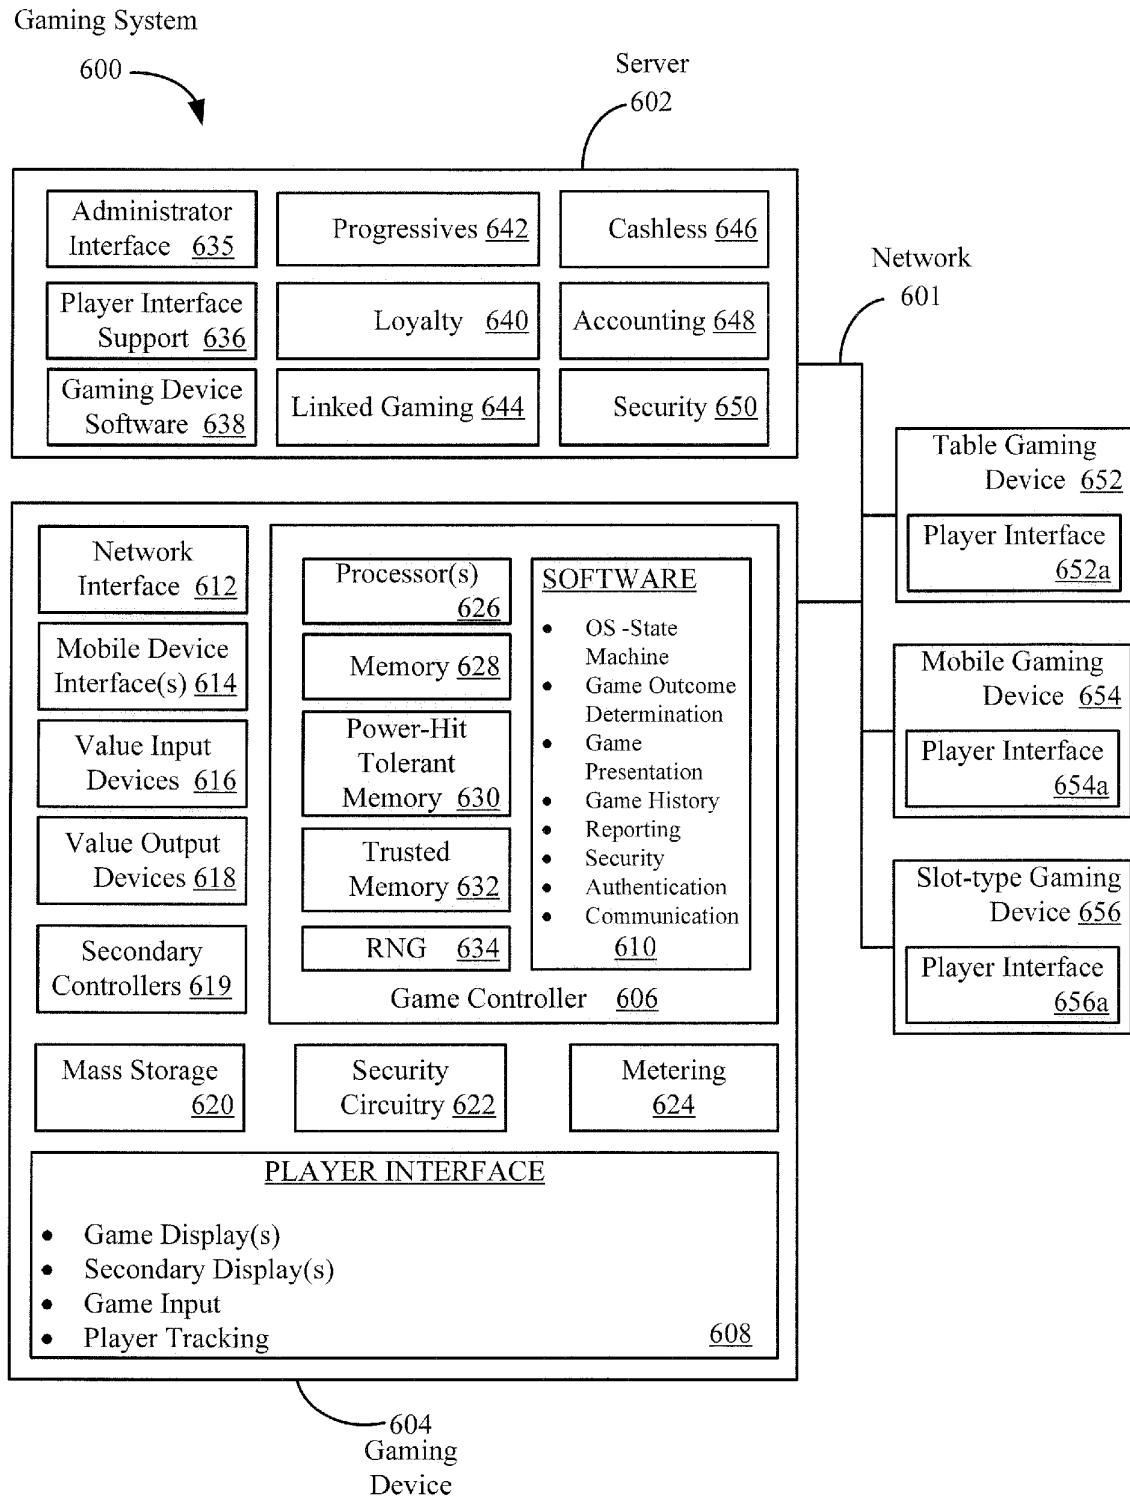 Gaming System
600
Server
602
Administrator
Interface 635
Progressives 642
Cashless 646
Player Interface
Support 636
Loyalty 640
Accounting 648
Gaming Device
Software 638
Linked Gaming 644
Security 650
Network
601
Table Gaming
Device 652
Player Interface
652a
Mobile Gaming
Device 654
Player Interface
654a
Slot-type Gaming
Device 656
Player Interface
656a
Network
Interface 612
Mobile Device
Interface(s) 614
Value Input
Devices 616
Value Output
Devices 618
Secondary
Controllers 619
Processor(s)
626
Memory 628
Power-Hit
Tolerant
Memory 630
Trusted
Memory 632
RNG 634
SOFTWARE
• OS -State
Machine
• Game Outcome
Determination
• Game
Presentation
• Game History
• Reporting
• Security
• Authentication
• Communication
610
Game Controller 606
Mass Storage
620
Security
Circuitry 622
Metering
624
PLAYER INTERFACE
• Game Display(s)
• Secondary Display(s)
• Game Input
• Player Tracking
608
604
Gaming
Device